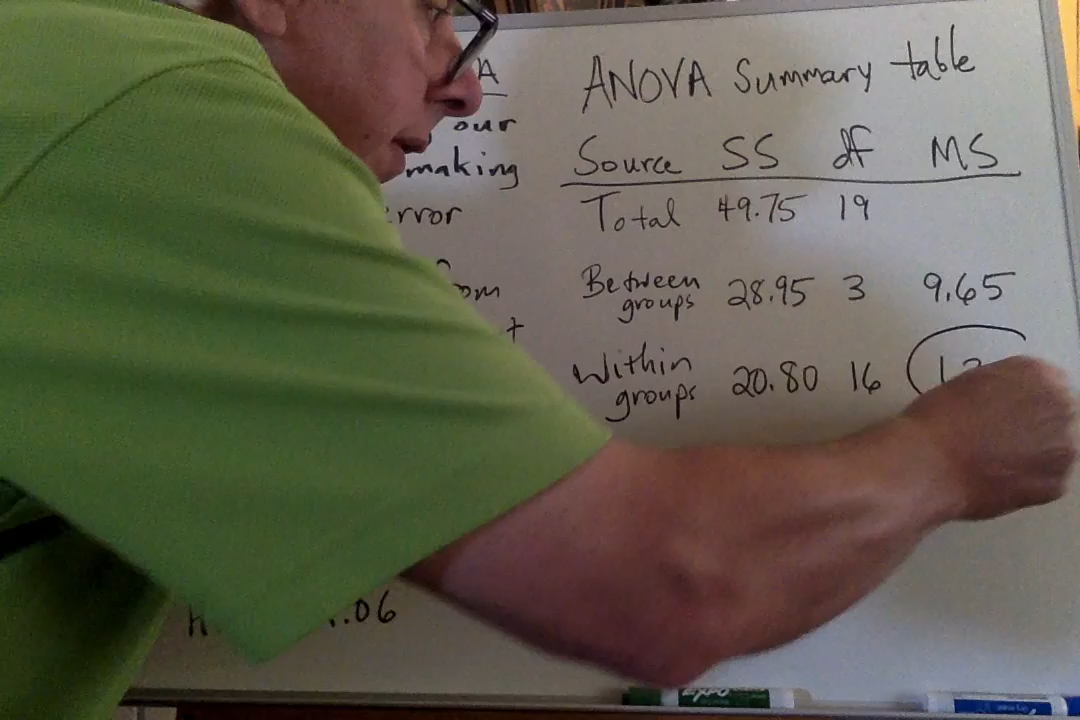 A
ANOVA Summary table
our
making
Source SS df MS
Total 49.75 19
Between groups 28.95 3 9.65
Within groups 20.80 16
.06
EXPO